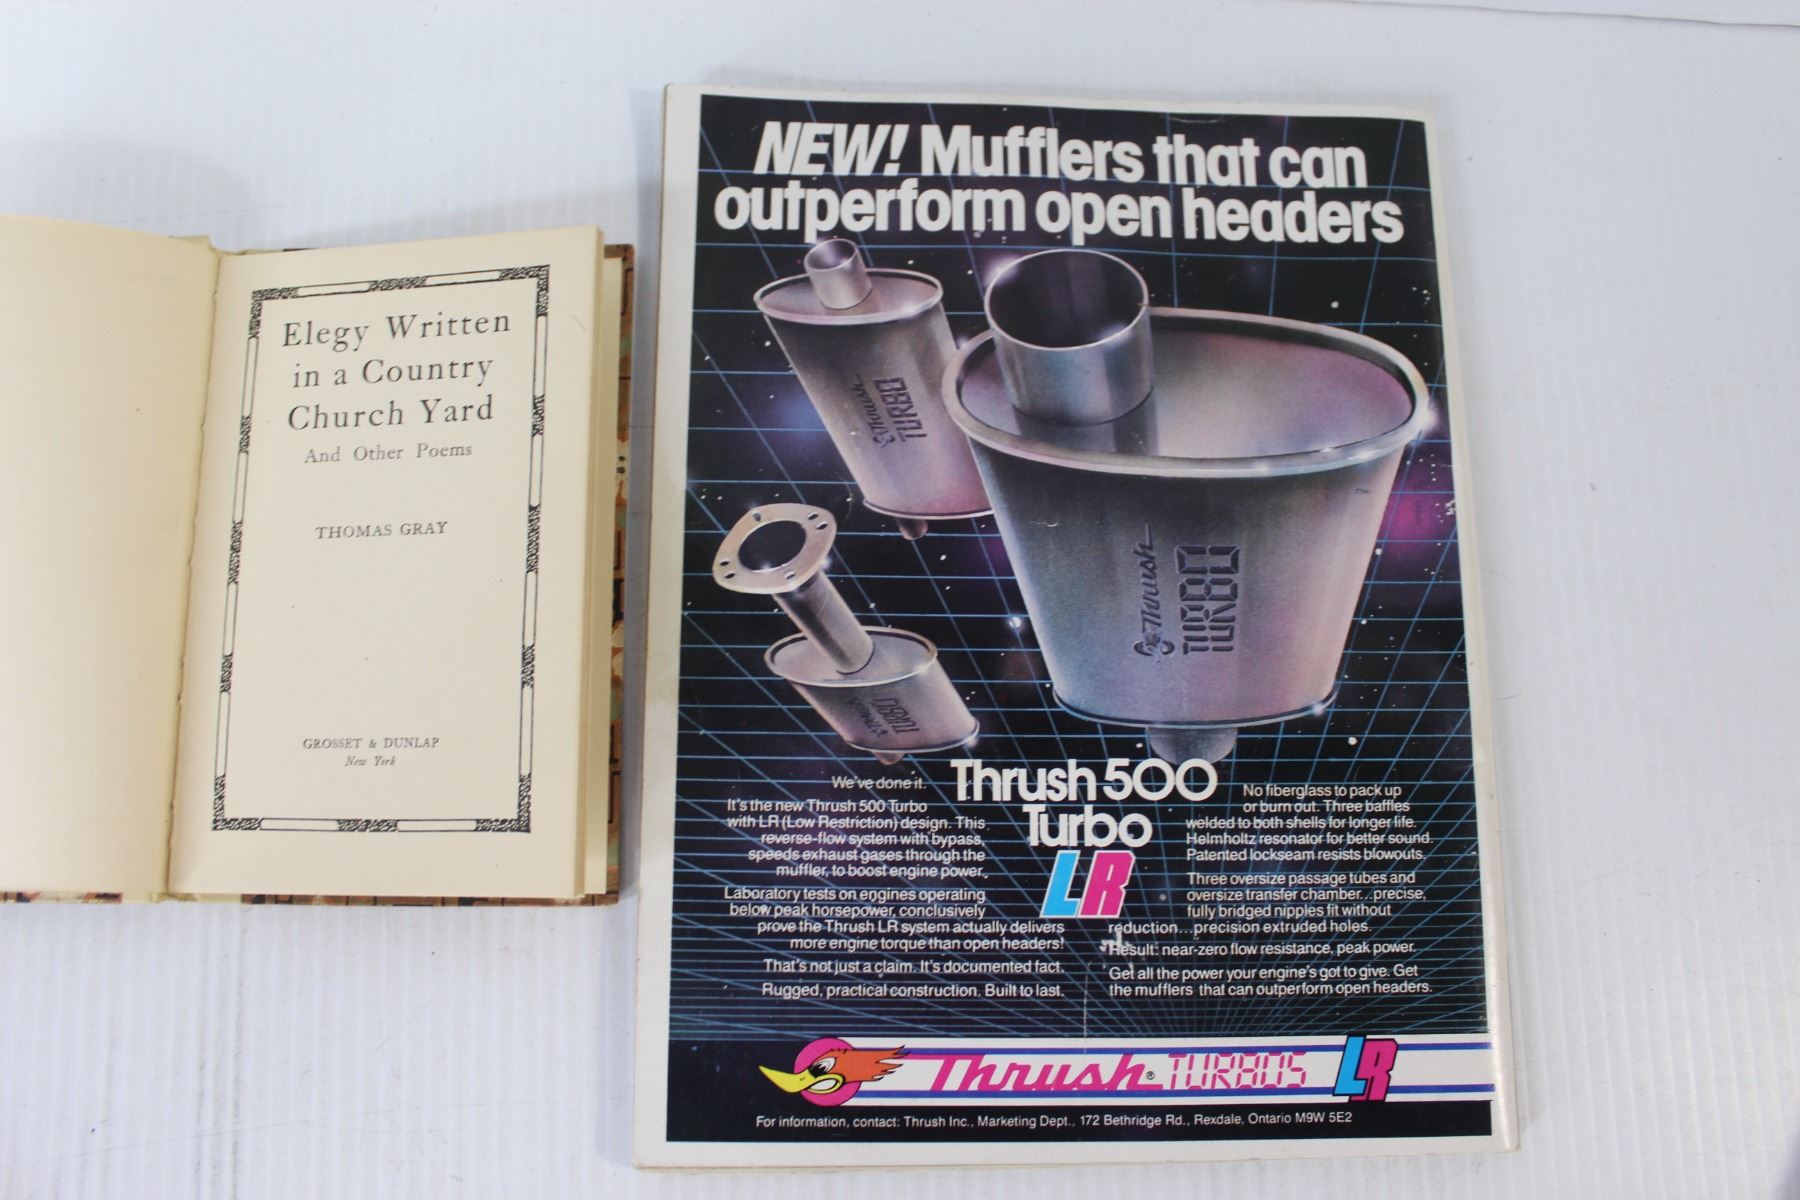 Elegy Written
in a Country
Church Yard
And Other Poems
THOMAS GRAY
GROSSET & DUNLAP
New York
NEW! Mufflers that can
outperform open headers
Thrush
TURBO
Thrush
TURBO
Thrush
TURBO
We've done it.
It's the new Thrush 500 Turbo
with LR (Low Restriction) design. This
reverse-flow system with bypass,
speeds exhaust gases through the
muffler, to boost engine power.
Laboratory tests on engines operating
below peak horsepower, conclusively
prove the Thrush LR system actually delivers
more engine torque than open headers!
That's not just a claim. It's documented fact.
Rugged, practical construction. Built to last.
Thrush 500
Turbo
LR
No fiberglass to pack up
or burn out. Three baffles
welded to both shells for longer life.
Helmholtz resonator for better sound.
Patented lockseam resists blowouts.
Three oversize passage tubes and
oversize transfer chamber...precise,
fully bridged nipples fit without
reduction...precision extruded holes.
Result: near-zero flow resistance, peak power.
Get all the power your engine's got to give. Get
the mufflers that can outperform open headers.
Thrush® TURBOS LR
For information, contact: Thrush Inc., Marketing Dept., 172 Bethridge Rd., Rexdale, Ontario M9W 5E2